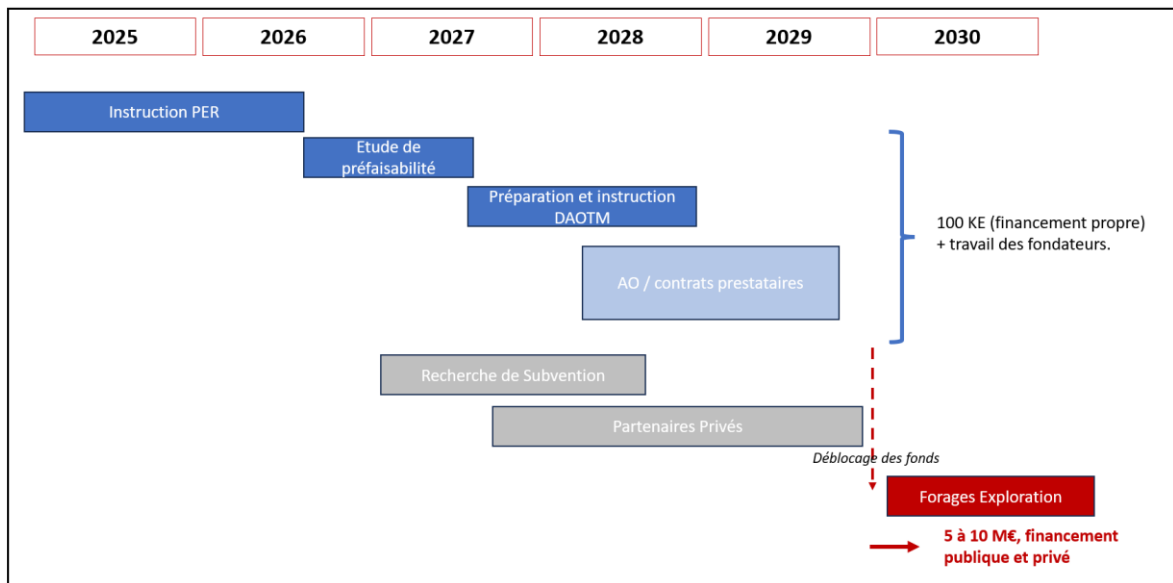 2025
2026
2027
2028
2029
2030
Instruction PER
Etude de
préfaisabilité
Préparation et instruction
DAOTM
AO / contrats prestataires
100 KE (financement propre)
+ travail des fondateurs.
Recherche de Subvention
Partenaires Privés
Déblocage des fonds
Forages Exploration
5 à 10 M€, financement
publique et privé